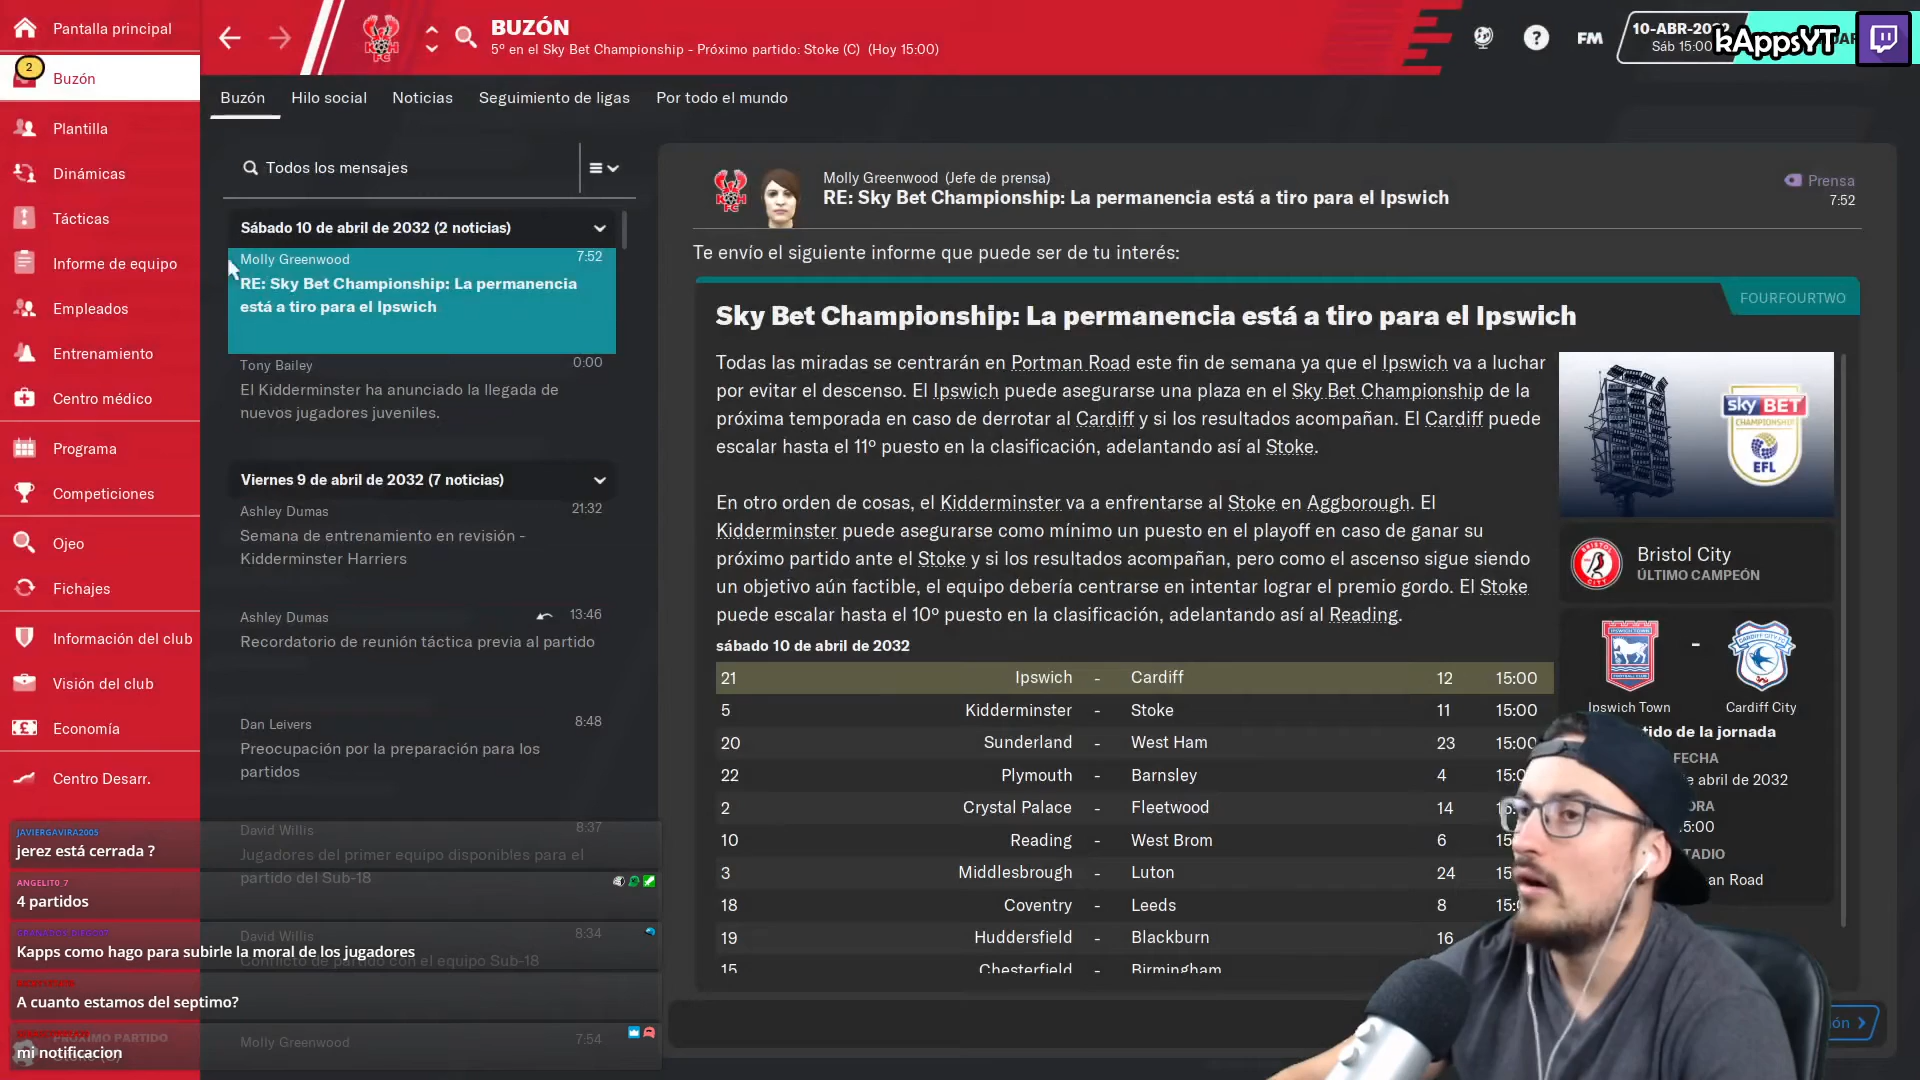 Pantalla principal
2
Buzón
Plantilla
Dinámicas
Tácticas
Informe de equipo
Empleados
Entrenamiento
Centro médico
Programa
Competiciones
Ojeo
Fichajes
Información del club
Visión del club
Economía
Centro Desarr.
BUZÓN
5º en el Sky Bet Championship - Próximo partido: Stoke (C) (Hoy 15:00)
FM
10-ABR-2032
Sáb 15:00
kAppsYT
Buzón
Hilo social
Noticias
Seguimiento de ligas
Por todo el mundo
Todos los mensajes
Sábado 10 de abril de 2032 (2 noticias)
Molly Greenwood 7:52
RE: Sky Bet Championship: La permanencia
está a tiro para el Ipswich
Tony Bailey 0:00
El Kidderminster ha anunciado la llegada de
nuevos jugadores juveniles.
Viernes 9 de abril de 2032 (7 noticias)
Ashley Dumas 21:32
Semana de entrenamiento en revisión -
Kidderminster Harriers
Ashley Dumas 13:46
Recordatorio de reunión táctica previa al partido
Dan Leivers 8:48
Preocupación por la preparación para los
partidos
David Willis 8:37
Jugadores del primer equipo disponibles para el
partido del Sub-18
David Willis 8:34
Conflicto de partido con el equipo Sub-18
Molly Greenwood 7:54
JAVIERGAVIRA2005
jerez está cerrada ?
ANGELITO_7
4 partidos
Kapps como hago para subirle la moral de los jugadores
A cuanto estamos del septimo?
PRÓXIMO PARTIDO
mi notificacion
Molly Greenwood (Jefe de prensa)
RE: Sky Bet Championship: La permanencia está a tiro para el Ipswich
Prensa
7:52
Te envío el siguiente informe que puede ser de tu interés:
FOURFOURTWO
Sky Bet Championship: La permanencia está a tiro para el Ipswich
Todas las miradas se centrarán en Portman Road este fin de semana ya que el Ipswich va a luchar
por evitar el descenso. El Ipswich puede asegurarse una plaza en el Sky Bet Championship de la
próxima temporada en caso de derrotar al Cardiff y si los resultados acompañan. El Cardiff puede
escalar hasta el 11º puesto en la clasificación, adelantando así al Stoke.
En otro orden de cosas, el Kidderminster va a enfrentarse al Stoke en Aggborough. El
Kidderminster puede asegurarse como mínimo un puesto en el playoff en caso de ganar su
próximo partido ante el Stoke y si los resultados acompañan, pero como el ascenso sigue siendo
un objetivo aún factible, el equipo debería centrarse en intentar lograr el premio gordo. El Stoke
puede escalar hasta el 10º puesto en la clasificación, adelantando así al Reading.
sábado 10 de abril de 2032
21 Ipswich - Cardiff 12 15:00
5 Kidderminster - Stoke 11 15:00
20 Sunderland - West Ham 23 15:00
22 Plymouth - Barnsley 4
2 Crystal Palace - Fleetwood 14
10 Reading - West Brom 6
3 Middlesbrough - Luton 24
18 Coventry - Leeds 8
19 Huddersfield - Blackburn 16
15 Chesterfield - Birmingham
sky BET
CHAMPIONSHIP
EFL
Bristol City
ÚLTIMO CAMPEÓN
Ipswich Town
-
Cardiff City
de la jornada
FECHA
abril de 2032